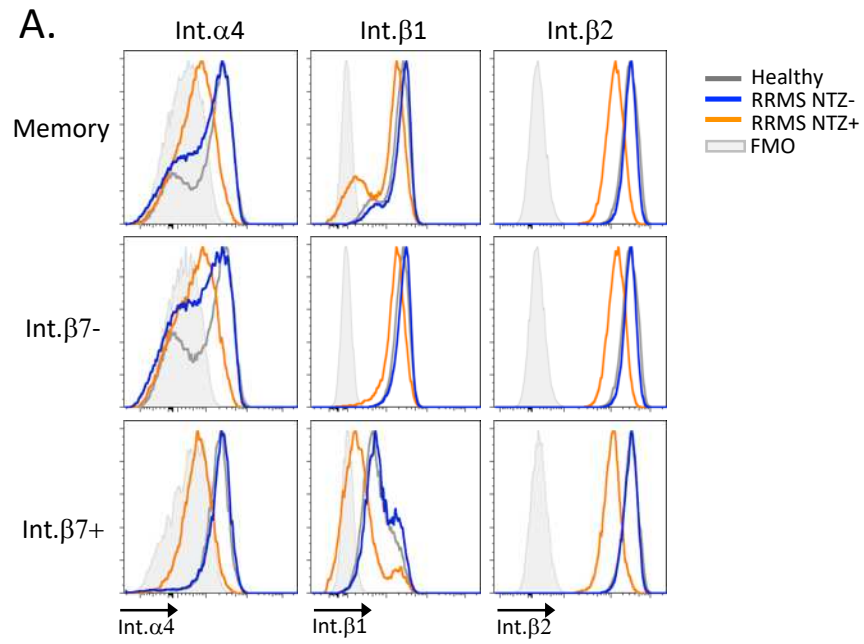 A.
Int.α4 Int.β1 Int.β2
Healthy
RRMS NTZ-
RRMS NTZ+
FMO
Memory
Int.β7-
Int.β7+
Int.α4 Int.β1 Int.β2